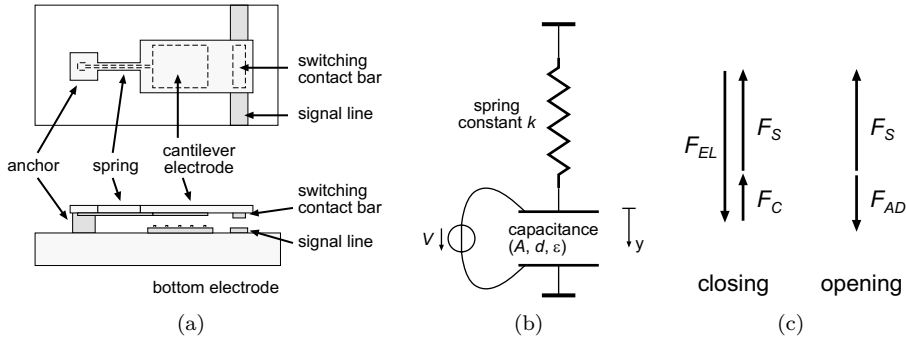 switching
contact bar
signal line
anchor
spring
cantilever
electrode
switching
contact bar
signal line
bottom electrode
(a)
spring
constant k
V
capacitance
(A, d, ε)
y
(b)
F_EL
F_S
F_C
F_S
F_AD
closing
opening
(c)